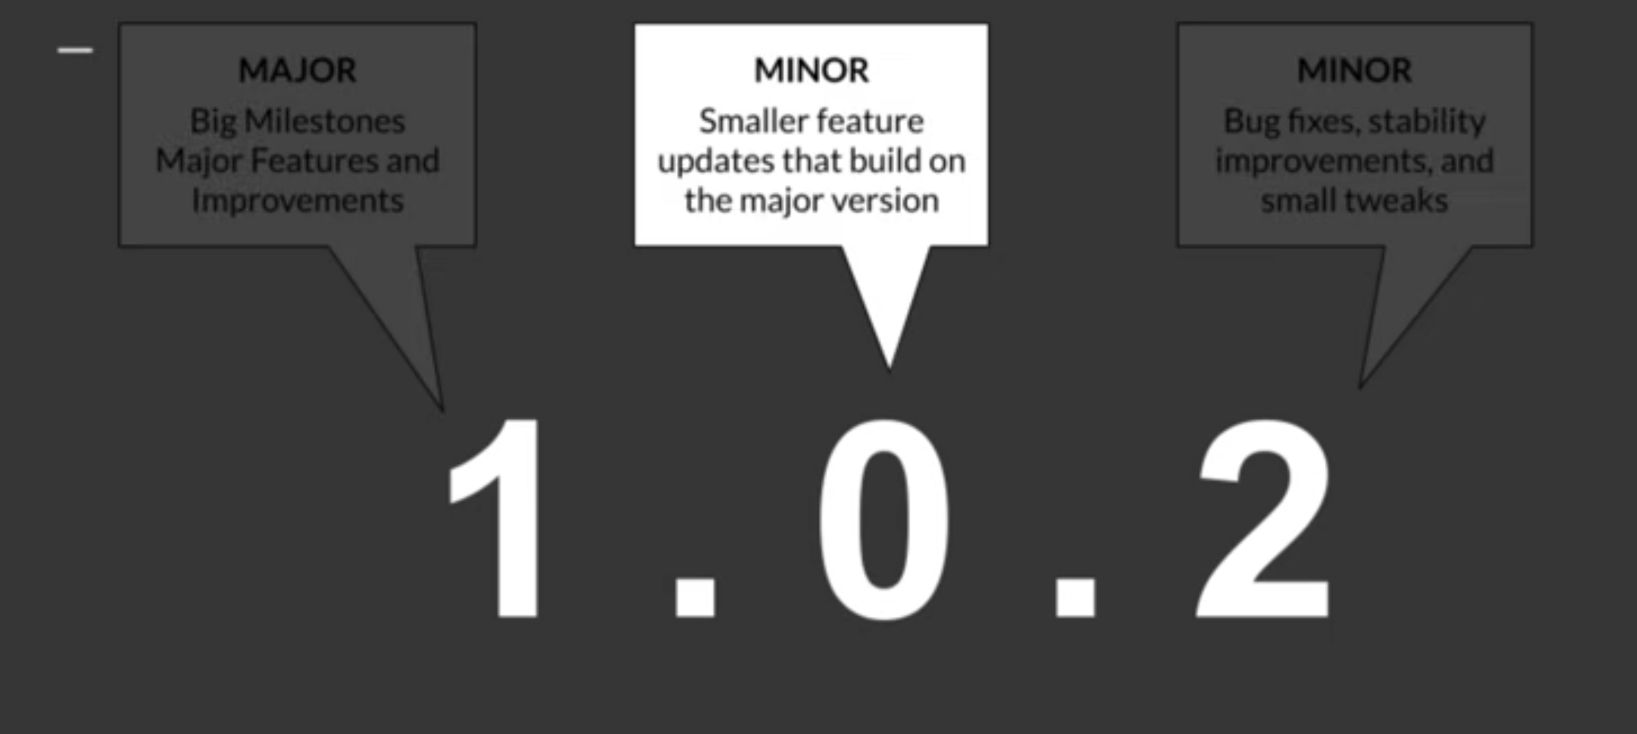 MAJOR
Big Milestones
Major Features and
Improvements
MINOR
Smaller feature
updates that build on
the major version
MINOR
Bug fixes, stability
improvements, and
small tweaks
1 . 0 . 2